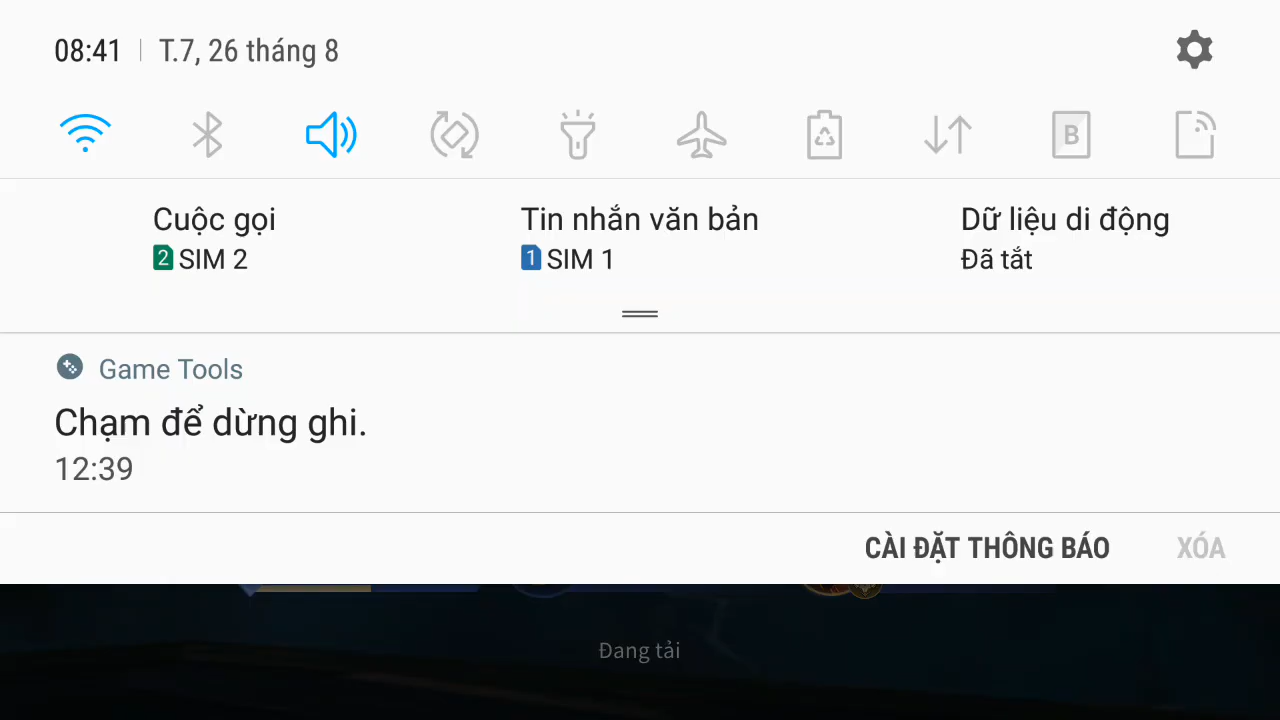 08:41 | T.7, 26 tháng 8
B
Cuộc gọi
2 SIM 2
Tin nhắn văn bản
1 SIM 1
Dữ liệu di động
Đã tắt
Game Tools
Chạm để dừng ghi.
12:39
CÀI ĐẶT THÔNG BÁO
XÓA
Đang tải